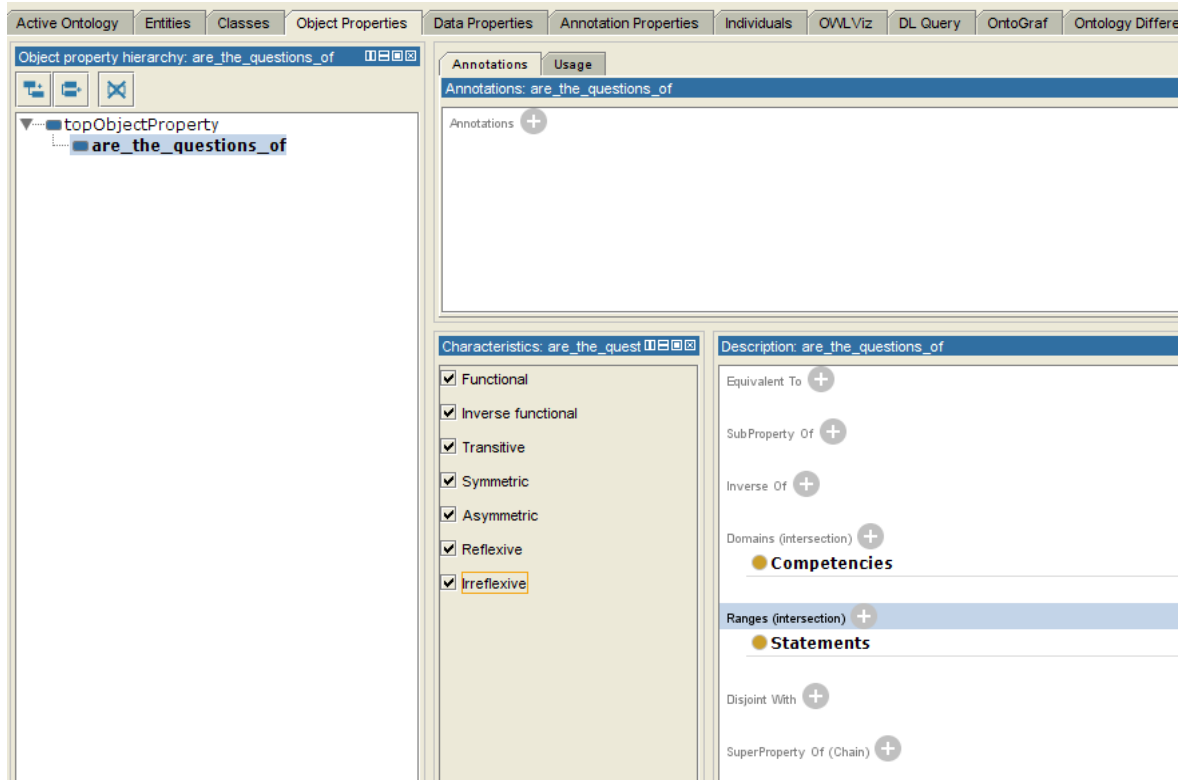 Active Ontology Entities Classes Object Properties Data Properties Annotation Properties Individuals OWLViz DL Query OntoGraf Ontology Differe
Object property hierarchy: are_the_questions_of
topObjectProperty
are_the_questions_of
Annotations Usage
Annotations: are_the_questions_of
Annotations
Characteristics: are_the_quest
Functional
Inverse functional
Transitive
Symmetric
Asymmetric
Reflexive
Irreflexive
Description: are_the_questions_of
Equivalent To
SubProperty Of
Inverse Of
Domains (intersection)
Competencies
Ranges (intersection)
Statements
Disjoint With
SuperProperty Of (Chain)